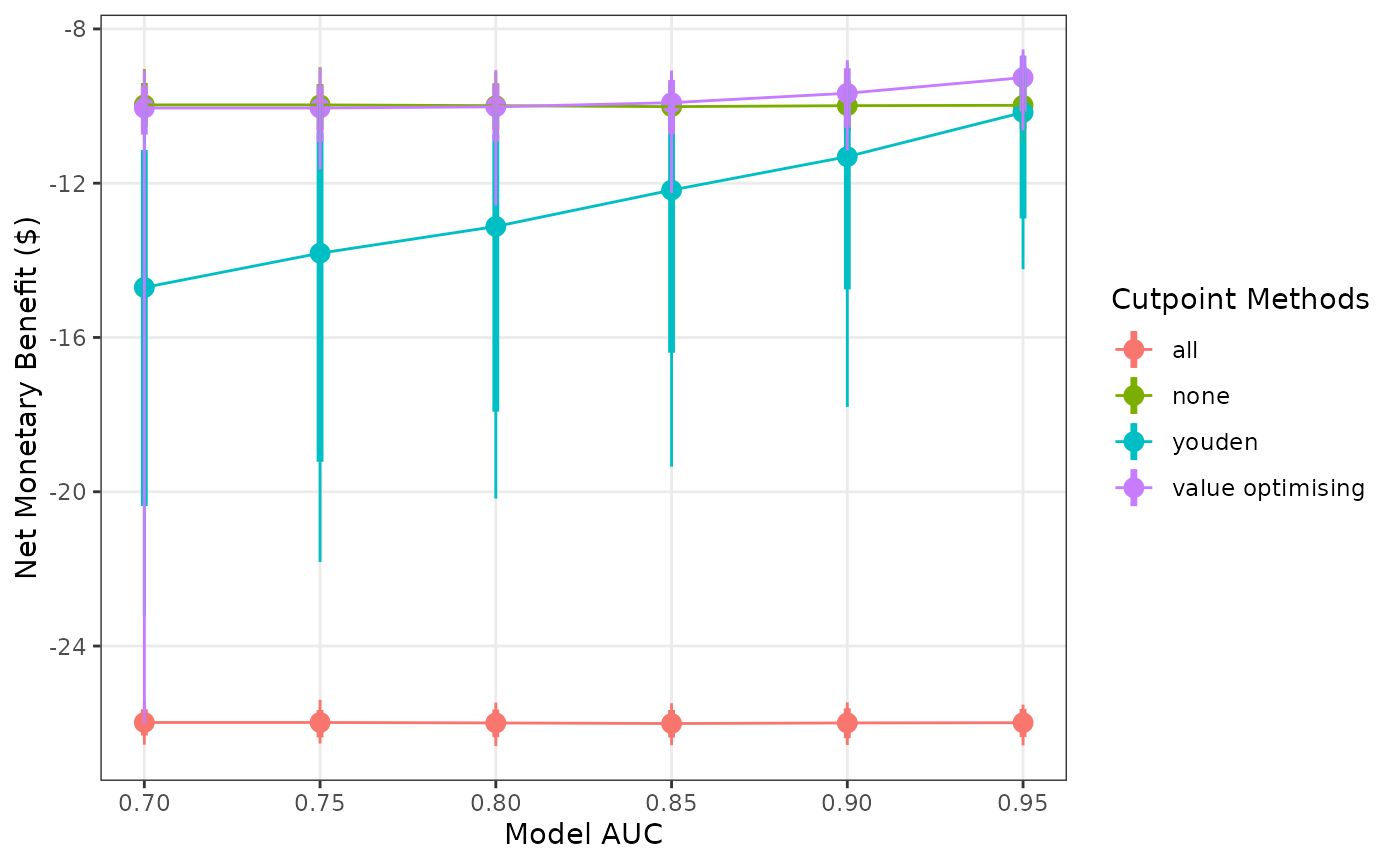 -8
-12
-16
-20
-24
Net Monetary Benefit ($)
0.70 0.75 0.80 0.85 0.90 0.95
Model AUC
Cutpoint Methods
all
none
youden
value optimising